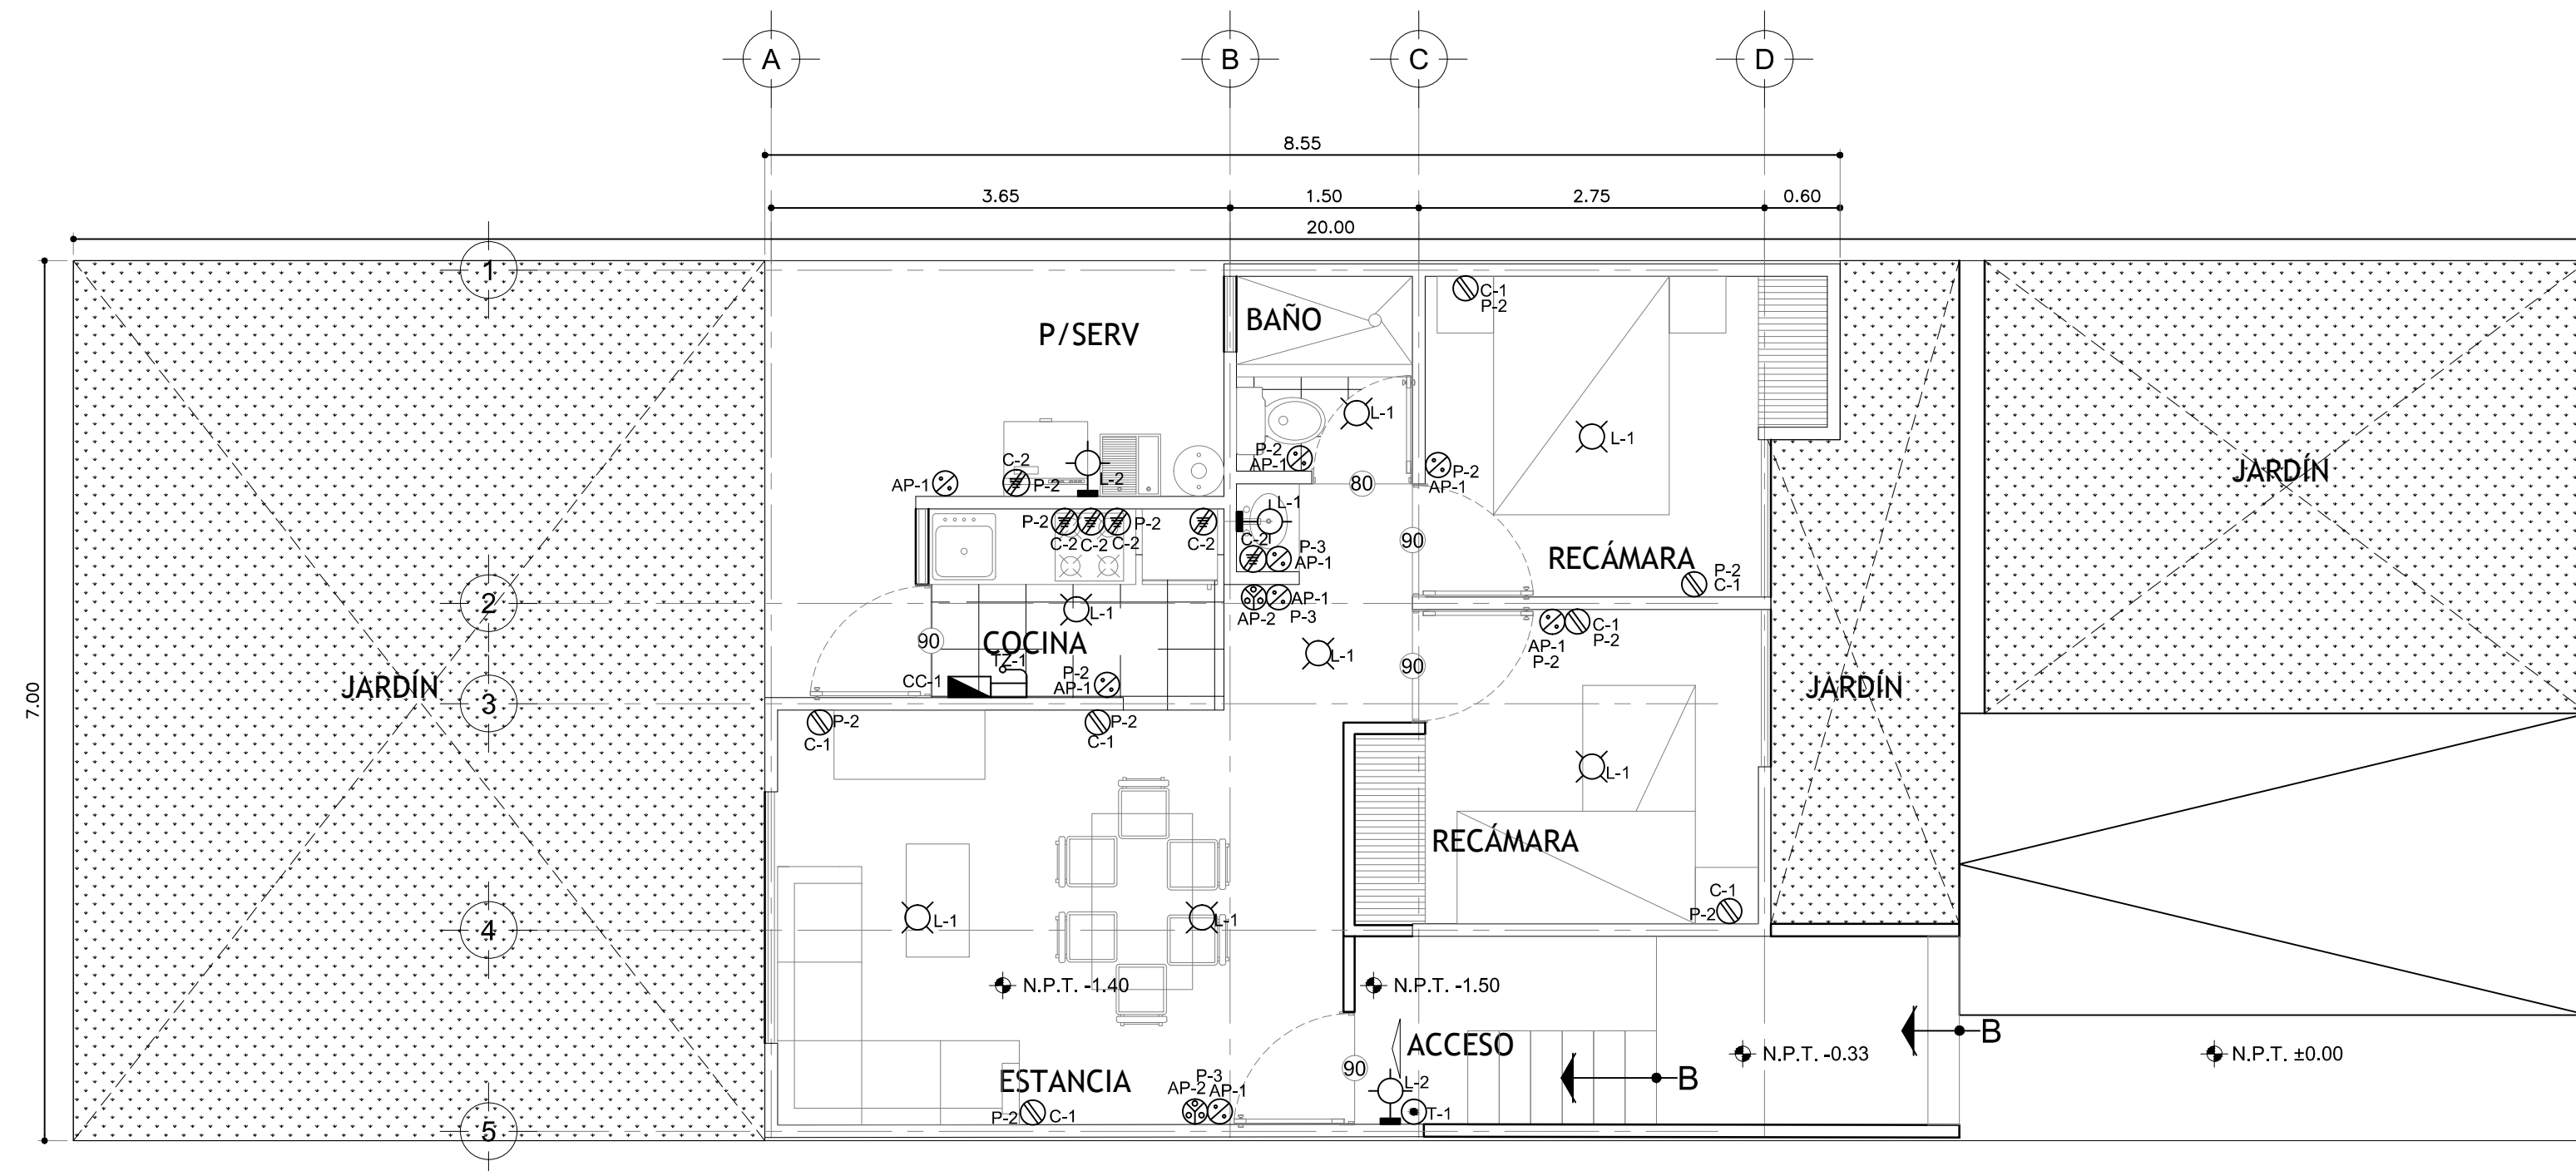 A
B
C
D
8.55
3.65
1.50
2.75
0.60
20.00
1
C-1
P-2
BAÑO
P/SERV
L-1
L-1
JARDÍN
P-2
AP-1
P-2
AP-1
C-2
AP-1
P-2
L-2
80
L-1
P-2
P-2
C-2
C-2
C-2
C-2
C-2
P-3
AP-1
90
RECÁMARA
P-2
C-1
2
L-1
AP-1
AP-2
P-3
C-1
P-2
AP-1
P-2
90
COCINA
L-1
90
TZ-1
CC-1
P-2
AP-1
JARDÍN
JARDÍN
7.00
3
P-2
C-1
P-2
C-1
L-1
RECÁMARA
C-1
P-2
L-1
L-1
4
N.P.T. -1.40
N.P.T. -1.50
B
ACCESO
N.P.T. -0.33
N.P.T. ±0.00
90
B
ESTANCIA
P-3
AP-2
AP-1
L-2
P-2
C-1
T-1
5